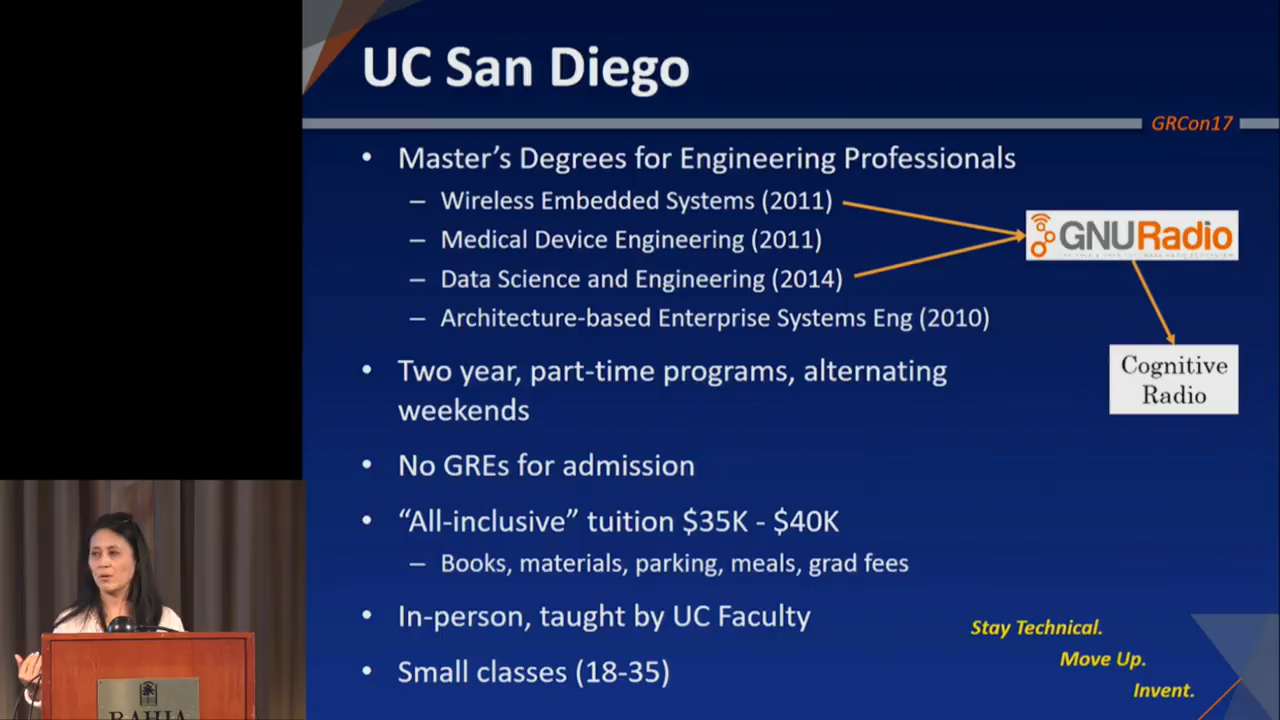 UC San Diego
GRCon17
• Master's Degrees for Engineering Professionals
– Wireless Embedded Systems (2011)
– Medical Device Engineering (2011)
– Data Science and Engineering (2014)
– Architecture-based Enterprise Systems Eng (2010)
GNURadio
Cognitive
Radio
• Two year, part-time programs, alternating
weekends
• No GREs for admission
• “All-inclusive” tuition $35K - $40K
– Books, materials, parking, meals, grad fees
• In-person, taught by UC Faculty
• Small classes (18-35)
Stay Technical.
Move Up.
Invent.
BAHIA